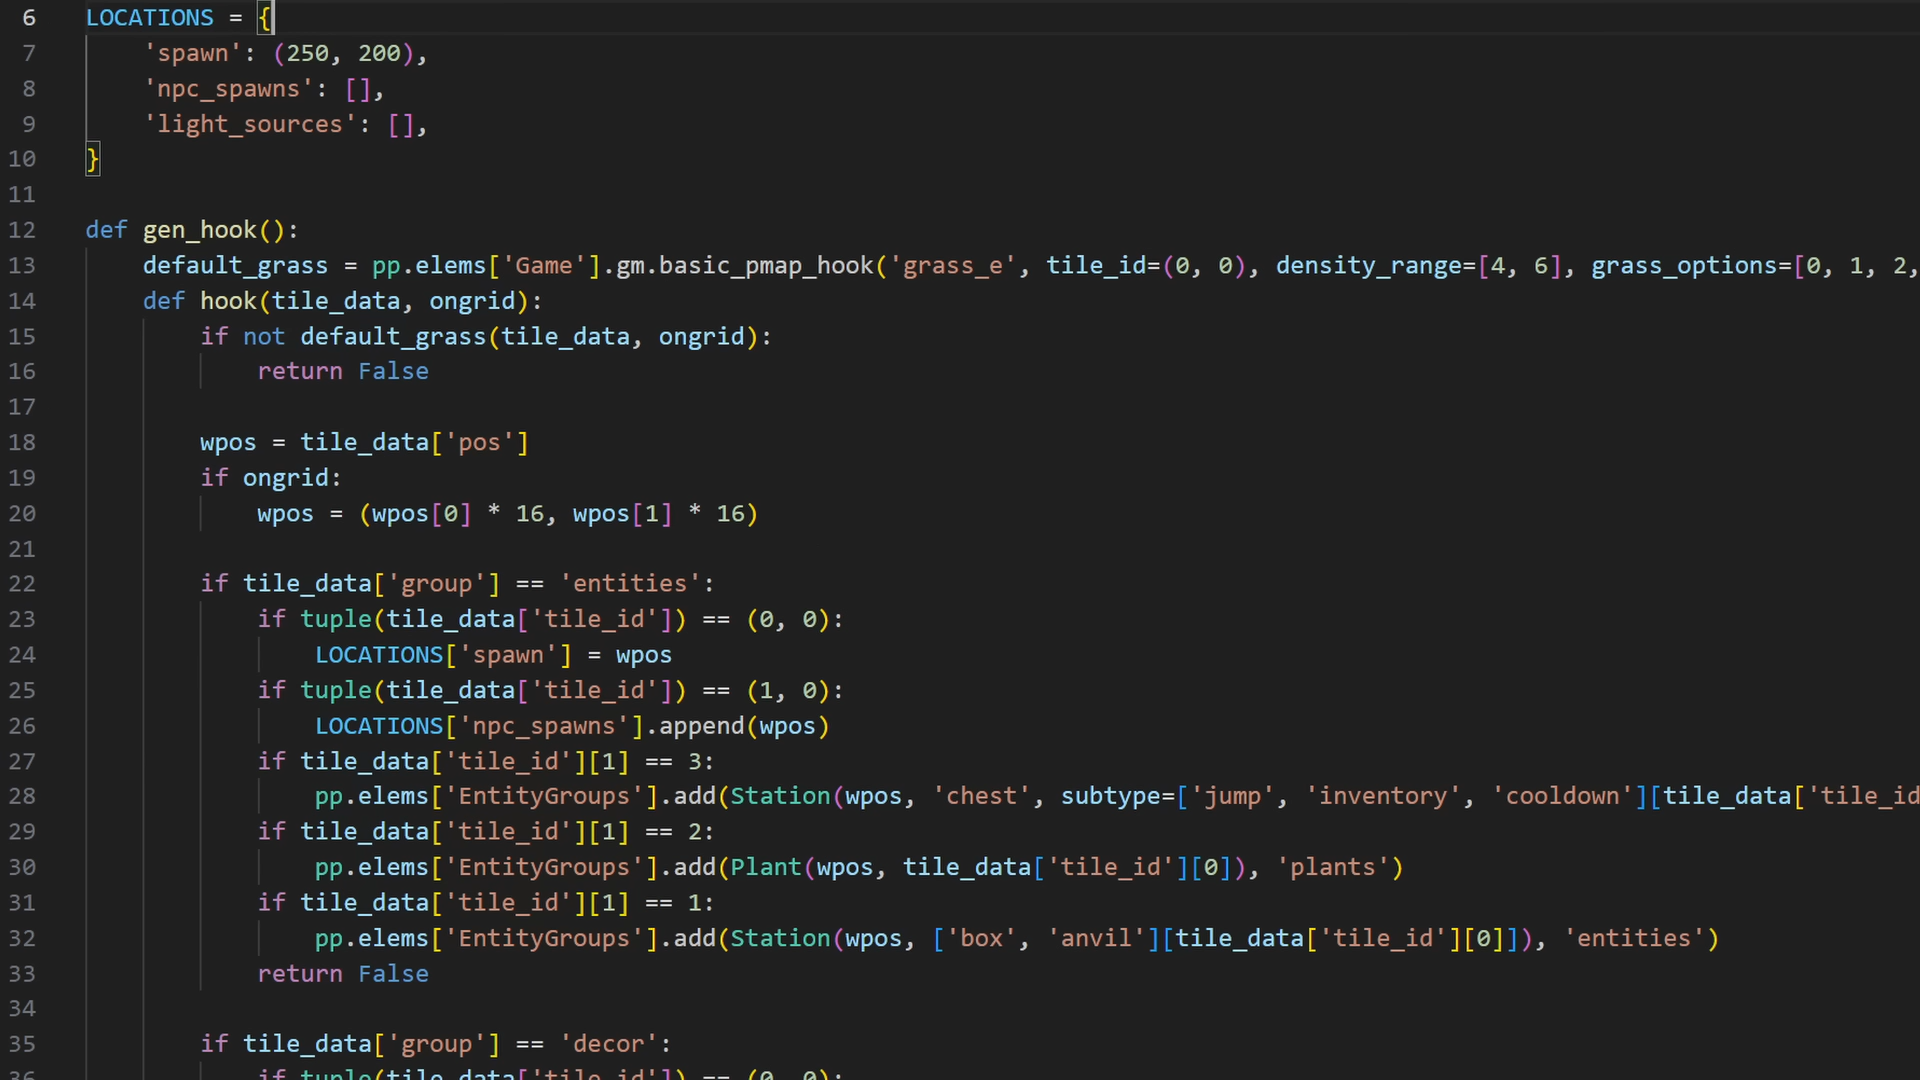 6 LOCATIONS = {
7     'spawn': (250, 200),
8     'npc_spawns': [],
9     'light_sources': [],
10 }
11
12 def gen_hook():
13     default_grass = pp.elems['Game'].gm.basic_pmap_hook('grass_e', tile_id=(0, 0), density_range=[4, 6], grass_options=[0, 1, 2,
14     def hook(tile_data, ongrid):
15         if not default_grass(tile_data, ongrid):
16             return False
17
18         wpos = tile_data['pos']
19         if ongrid:
20             wpos = (wpos[0] * 16, wpos[1] * 16)
21
22         if tile_data['group'] == 'entities':
23             if tuple(tile_data['tile_id']) == (0, 0):
24                 LOCATIONS['spawn'] = wpos
25             if tuple(tile_data['tile_id']) == (1, 0):
26                 LOCATIONS['npc_spawns'].append(wpos)
27             if tile_data['tile_id'][1] == 3:
28                 pp.elems['EntityGroups'].add(Station(wpos, 'chest', subtype=['jump', 'inventory', 'cooldown'][tile_data['tile_id
29             if tile_data['tile_id'][1] == 2:
30                 pp.elems['EntityGroups'].add(Plant(wpos, tile_data['tile_id'][0]), 'plants')
31             if tile_data['tile_id'][1] == 1:
32                 pp.elems['EntityGroups'].add(Station(wpos, ['box', 'anvil'][tile_data['tile_id'][0]]), 'entities')
33             return False
34
35         if tile_data['group'] == 'decor':
36             if tuple(tile_data['tile_id']) == (0, 0):